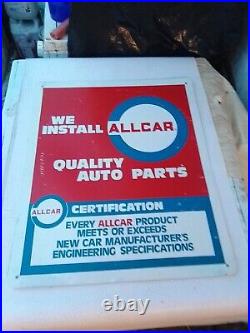 WE
INSTALL ALLCAR
QUALITY
AUTO PARTS
ALLCAR CERTIFICATION
EVERY ALLCAR PRODUCT
MEETS OR EXCEEDS
NEW CAR MANUFACTURER'S
ENGINEERING SPECIFICATIONS